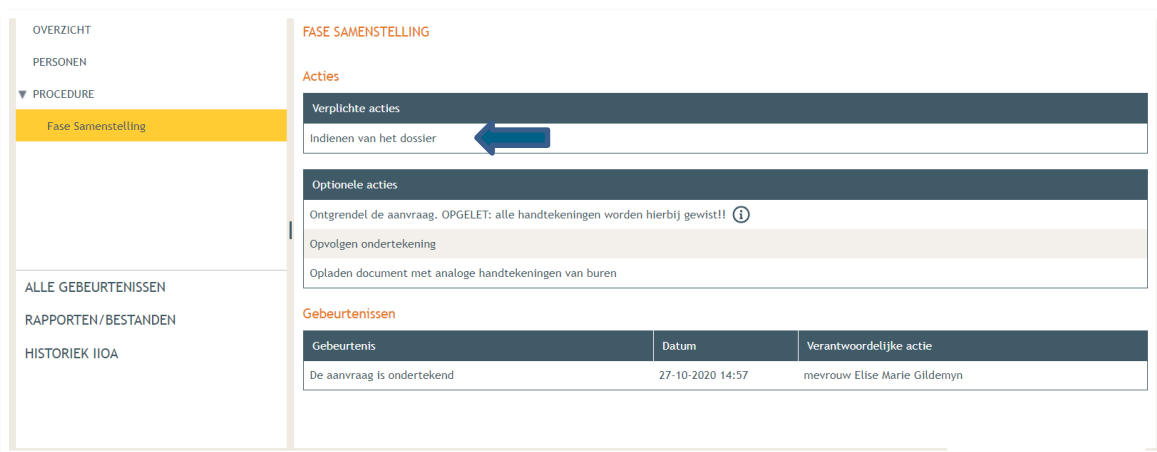 OVERZICHT
PERSONEN
PROCEDURE
Fase Samenstelling
ALLE GEBEURTENISSEN
RAPPORTEN/BESTANDEN
HISTORIEK IIOA
FASE SAMENSTELLING
Acties
Verplichte acties
Indienen van het dossier
Optionele acties
Ontgrendel de aanvraag. OPGELET: alle handtekeningen worden hierbij gewist!!
Opvolgen ondertekening
Opladen document met analoge handtekeningen van buren
Gebeurtenissen
Gebeurtenis Datum Verantwoordelijke actie
De aanvraag is ondertekend 27-10-2020 14:57 mevrouw Elise Marie Gildemyn